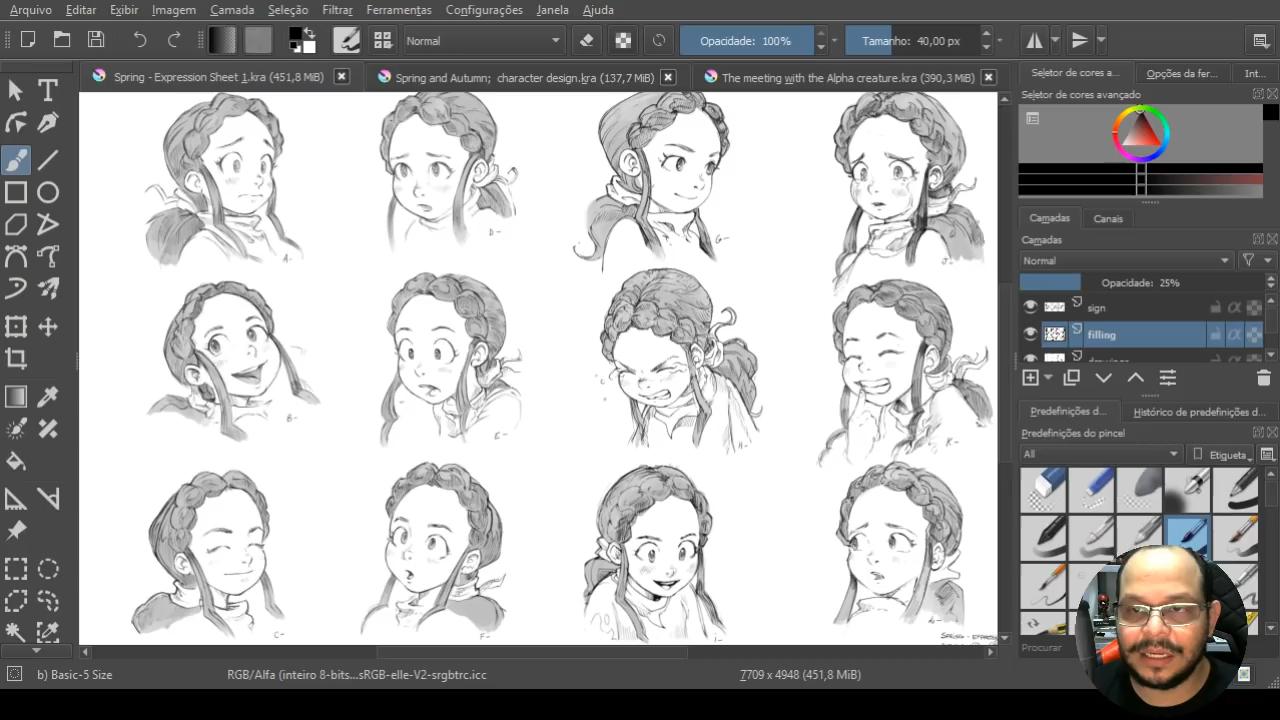 Arquivo Editar Exibir Imagem Camada Seleção Filtrar Ferramentas Configurações Janela Ajuda
Normal Opacidade: 100% Tamanho: 40,00 px
Spring - Expression Sheet 1.kra (451,8 MiB) Spring and Autumn; character design.kra (137,7 MiB) The meeting with the Alpha creature.kra (390,3 MiB)
Seletor de cores a... Opções da fer... Int...
Seletor de cores avançado
Camadas Canais
Camadas
Normal
Opacidade: 25%
sign
filling
drawings
Predefinições d... Histórico de predefinições d...
Predefinições do pincel
All Etiqueta
Procurar
A- D- G- J-
B- E- H- K-
C- F- I- L-
b) Basic-5 Size RGB/Alfa (inteiro 8-bits...sRGB-elle-V2-srgbtrc.icc 7709 x 4948 (451,8 MiB)